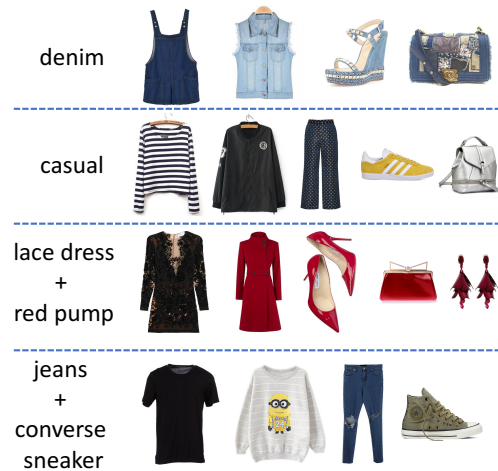 denim
casual
lace dress
+
red pump
jeans
+
converse
sneaker